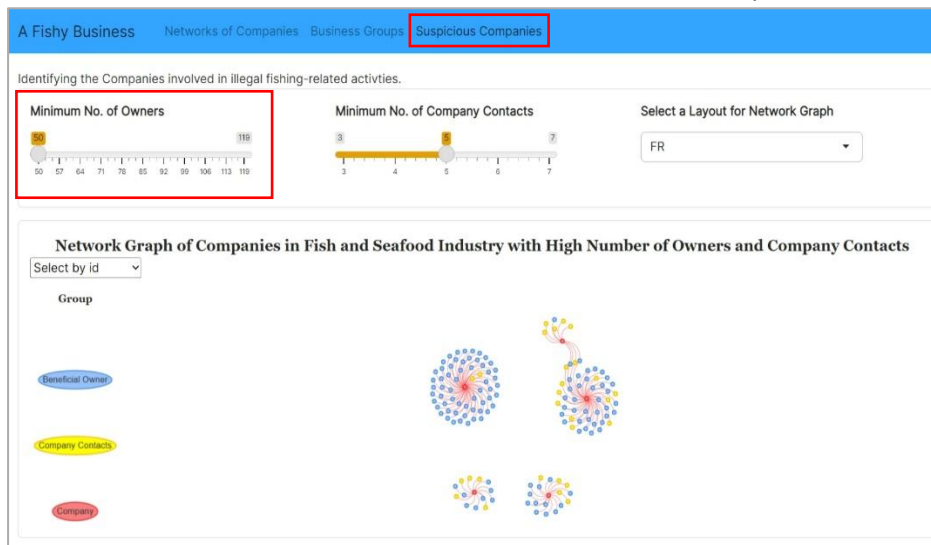 A Fishy Business Networks of Companies Business Groups Suspicious Companies
Identifying the Companies involved in illegal fishing-related activties.
Minimum No. of Owners Minimum No. of Company Contacts Select a Layout for Network Graph
50 119 3 5 7
FR
50 57 64 71 78 85 92 99 106 113 119 3 4 5 6 7
Network Graph of Companies in Fish and Seafood Industry with High Number of Owners and Company Contacts
Select by id
Group
Beneficial Owner
Company Contacts
Company